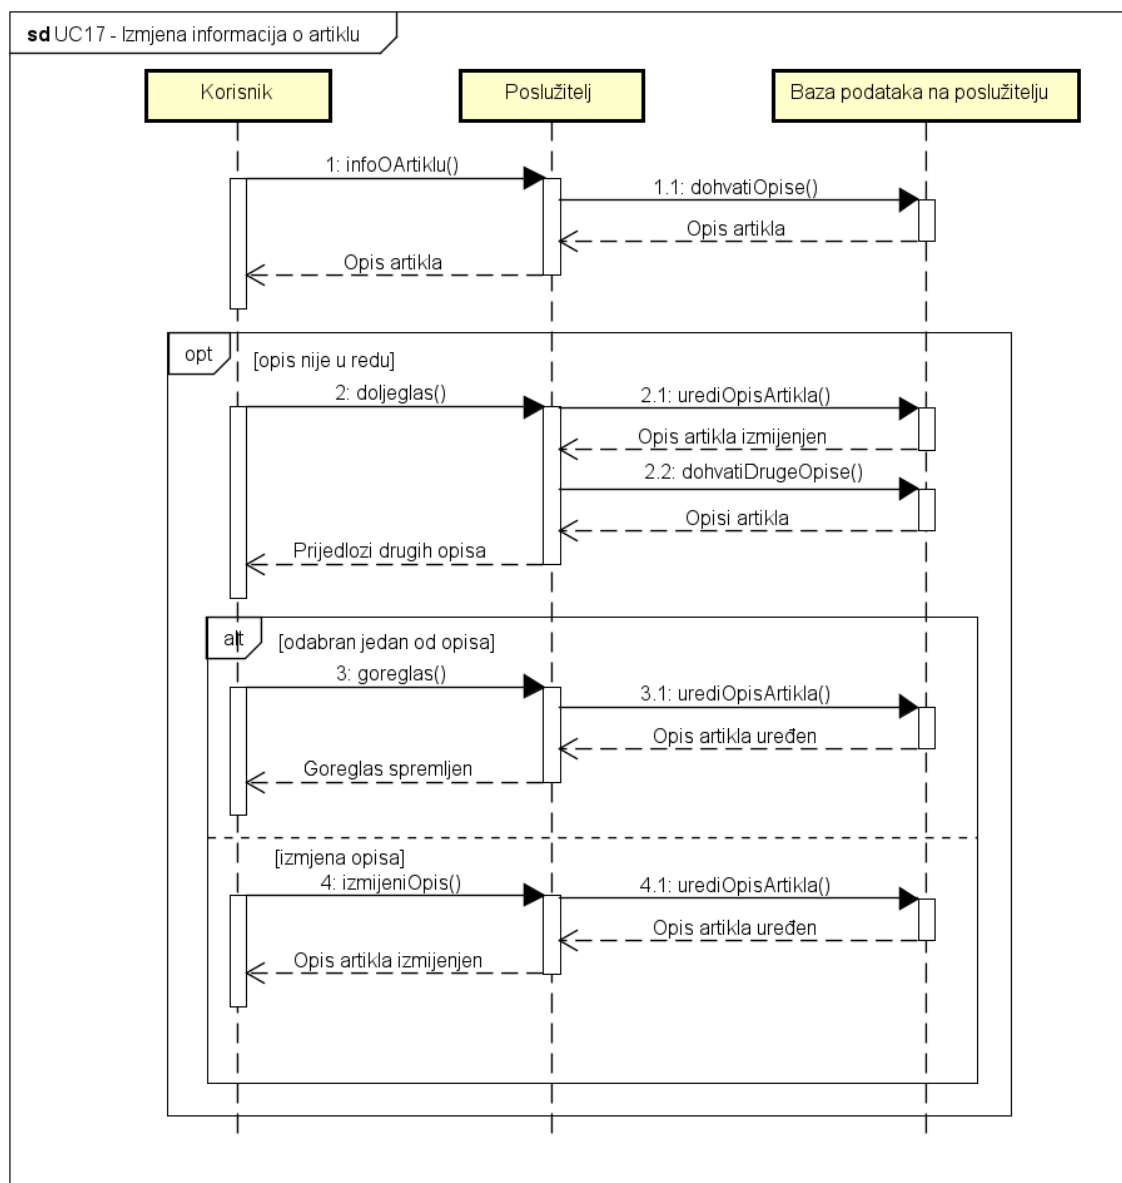 sd UC17 - Izmjena informacija o artiklu
Korisnik
Poslužitelj
Baza podataka na poslužitelju
1: infoOArtiklu()
1.1: dohvatiOpise()
Opis artikla
Opis artikla
opt
[opis nije u redu]
2: doljeglas()
2.1: urediOpisArtikla()
Opis artikla izmijenjen
2.2: dohvatiDrugeOpise()
Opisi artikla
Prijedlozi drugih opisa
alt
[odabran jedan od opisa]
3: goreglas()
3.1: urediOpisArtikla()
Opis artikla uređen
Goreglas spremljen
[izmjena opisa]
4: izmijeniOpis()
4.1: urediOpisArtikla()
Opis artikla uređen
Opis artikla izmijenjen